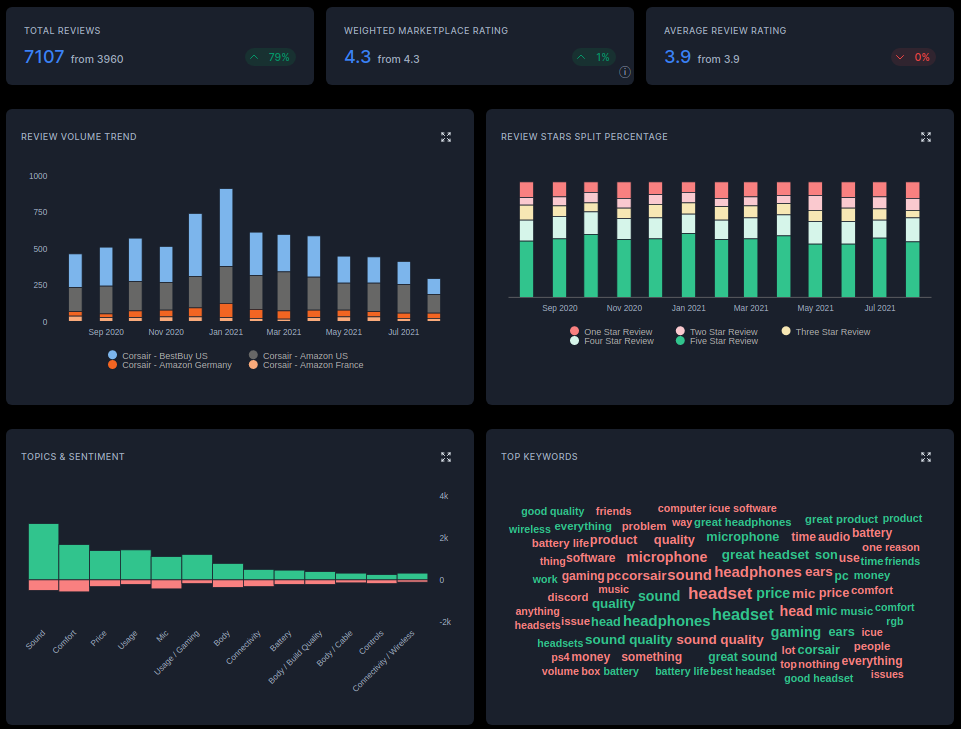 TOTAL REVIEWS
7107 from 3960
79%
WEIGHTED MARKETPLACE RATING
4.3 from 4.3
1%
AVERAGE REVIEW RATING
3.9 from 3.9
0%
REVIEW VOLUME TREND
1000
750
500
250
0
Sep 2020 Nov 2020 Jan 2021 Mar 2021 May 2021 Jul 2021
Corsair - BestBuy US Corsair - Amazon US
Corsair - Amazon Germany Corsair - Amazon France
REVIEW STARS SPLIT PERCENTAGE
Sep 2020 Nov 2020 Jan 2021 Mar 2021 May 2021 Jul 2021
One Star Review Two Star Review Three Star Review
Four Star Review Five Star Review
TOPICS & SENTIMENT
4k
2k
0
-2k
Sound
Comfort
Price
Usage
Mic
Usage / Gaming
Body
Connectivity
Battery
Body / Build Quality
Body / Cable
Controls
Connectivity / Wireless
TOP KEYWORDS
computer icue software
good quality friends
way great headphones great product product
wireless everything problem
battery life product quality microphone time audio battery
one reason
thing software microphone great headset son use time friends
work gaming pc corsair sound headphones ears pc money
music
discord quality sound headset price mic price comfort
anything
headsets issue head headphones headset head mic music comfort
rgb
headsets sound quality sound quality gaming ears icue
lot corsair people
ps4 money something great sound top nothing everything
volume box battery battery life best headset good headset issues